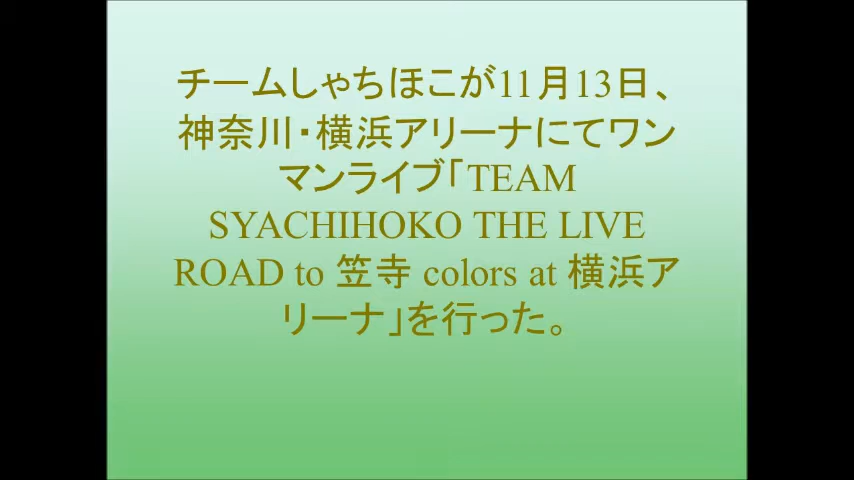 チームしゃちほこが11月13日、
神奈川・横浜アリーナにてワン
マンライブ「TEAM
SYACHIHOKO THE LIVE
ROAD to 笠寺 colors at 横浜ア
リーナ」を行った。